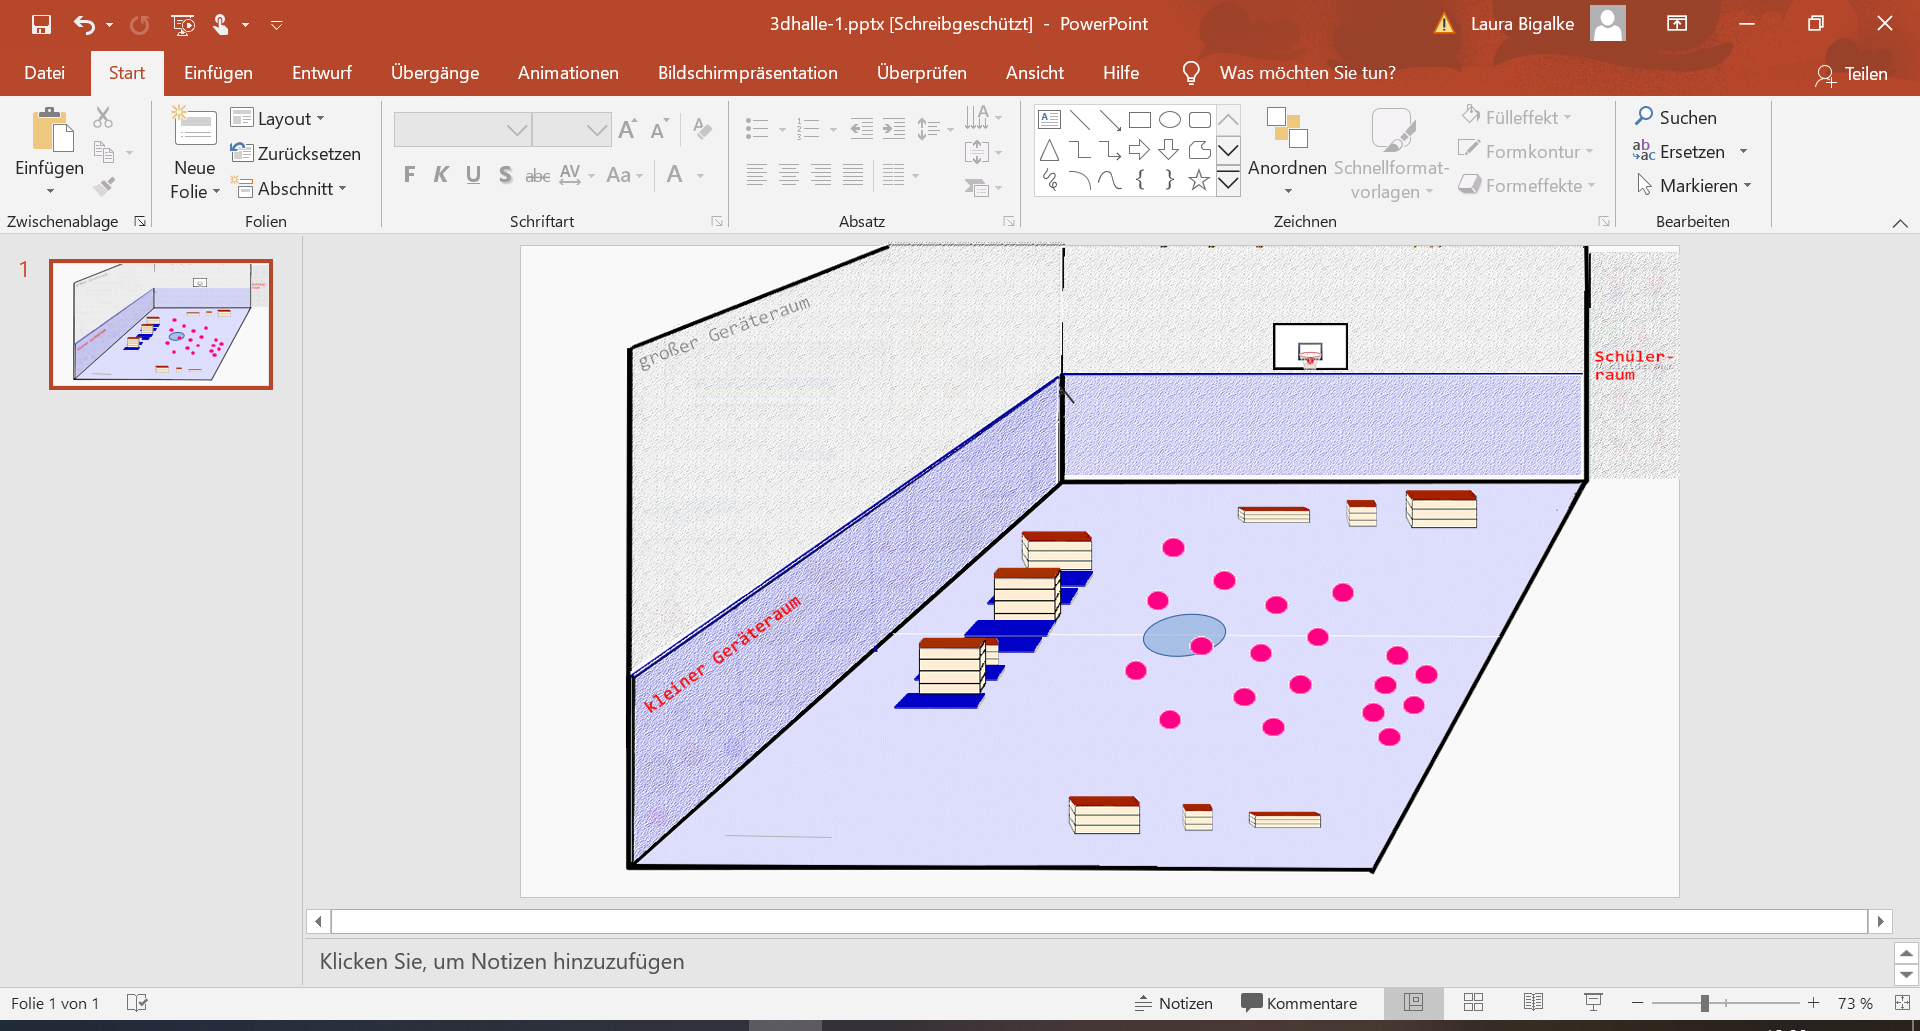 3dhalle-1.pptx [Schreibgeschützt] - PowerPoint
Laura Bigalke
Datei Start Einfügen Entwurf Übergänge Animationen Bildschirmpräsentation Überprüfen Ansicht Hilfe Was möchten Sie tun? Teilen
Einfügen
Neue
Folie
Layout
Zurücksetzen
Abschnitt
F K U S abc AV Aa A
Anordnen
Schnellformat-
vorlagen
Fülleffekt
Formkontur
Formeffekte
Suchen
Ersetzen
Markieren
Zwischenablage Folien Schriftart Absatz Zeichnen Bearbeiten
1
großer Geräteraum
kleiner Geräteraum
Schüler-
raum
Klicken Sie, um Notizen hinzuzufügen
Folie 1 von 1 Notizen Kommentare 73 %